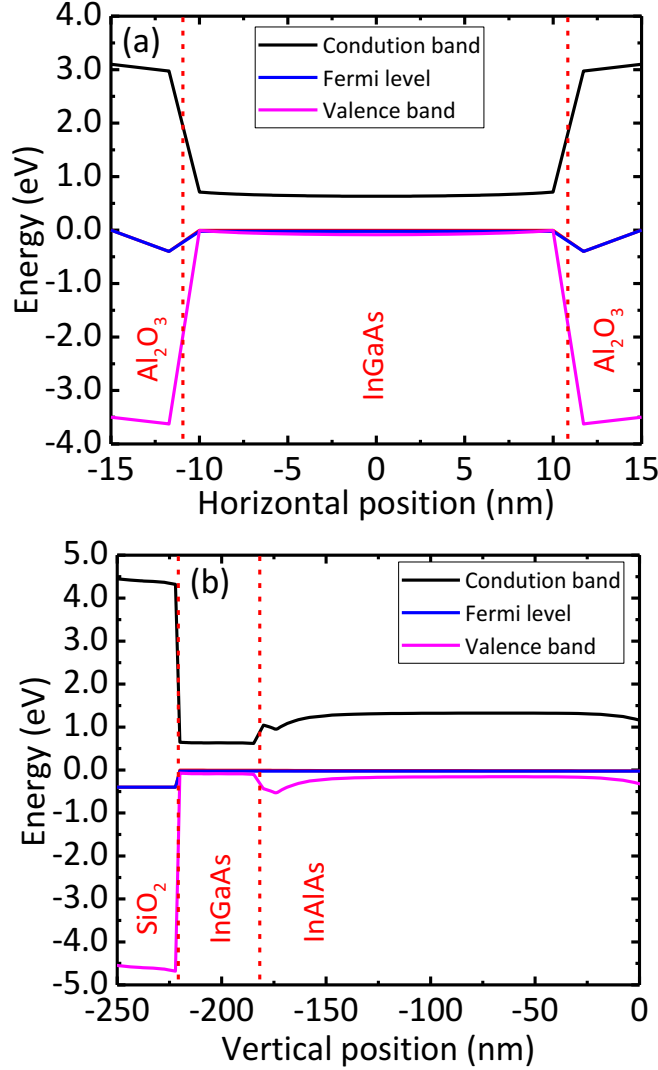 (a)
Condution band
Fermi level
Valence band
4.0
3.0
2.0
1.0
0.0
-1.0
-2.0
-3.0
-4.0
Energy (eV)
Al₂O₃
InGaAs
Al₂O₃
-15 -10 -5 0 5 10 15
Horizontal position (nm)
(b)
Condution band
Fermi level
Valence band
5.0
4.0
3.0
2.0
1.0
0.0
-1.0
-2.0
-3.0
-4.0
-5.0
Energy (eV)
SiO₂
InGaAs
InAlAs
-250 -200 -150 -100 -50 0
Vertical position (nm)